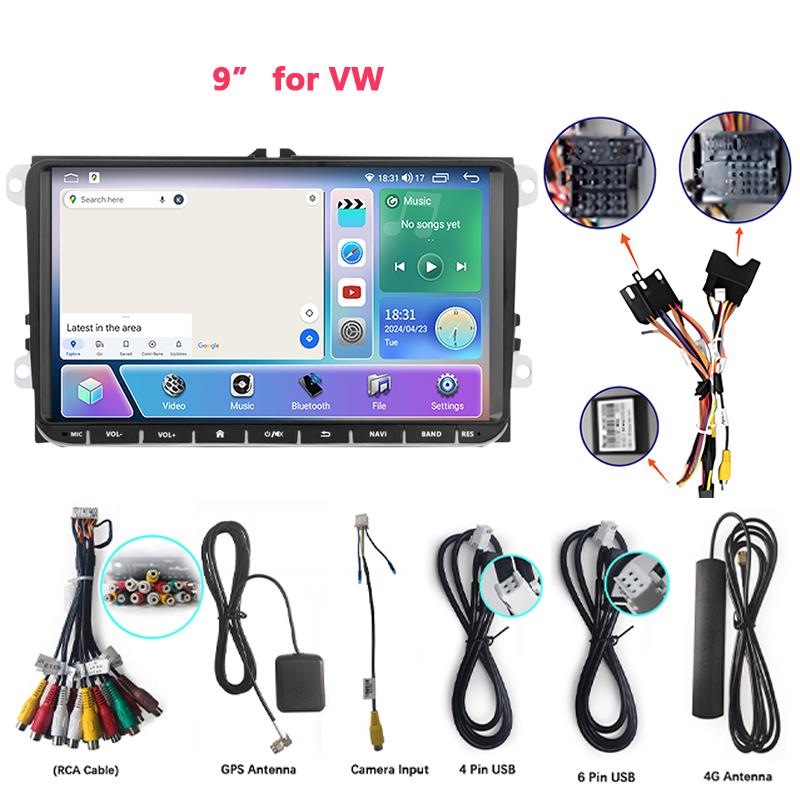 9” for VW
18:31 17
Search here
K
Music
No songs yet
Latest in the area
Google
Explore Go Saved Contribute Updates
18:31
2024/04/23
Tue
Video Music Bluetooth File Settings
MIC VOL- VOL+ NAVI BAND RES
(RCA Cable)
GPS Antenna
Camera Input
4 Pin USB
6 Pin USB
4G Antenna